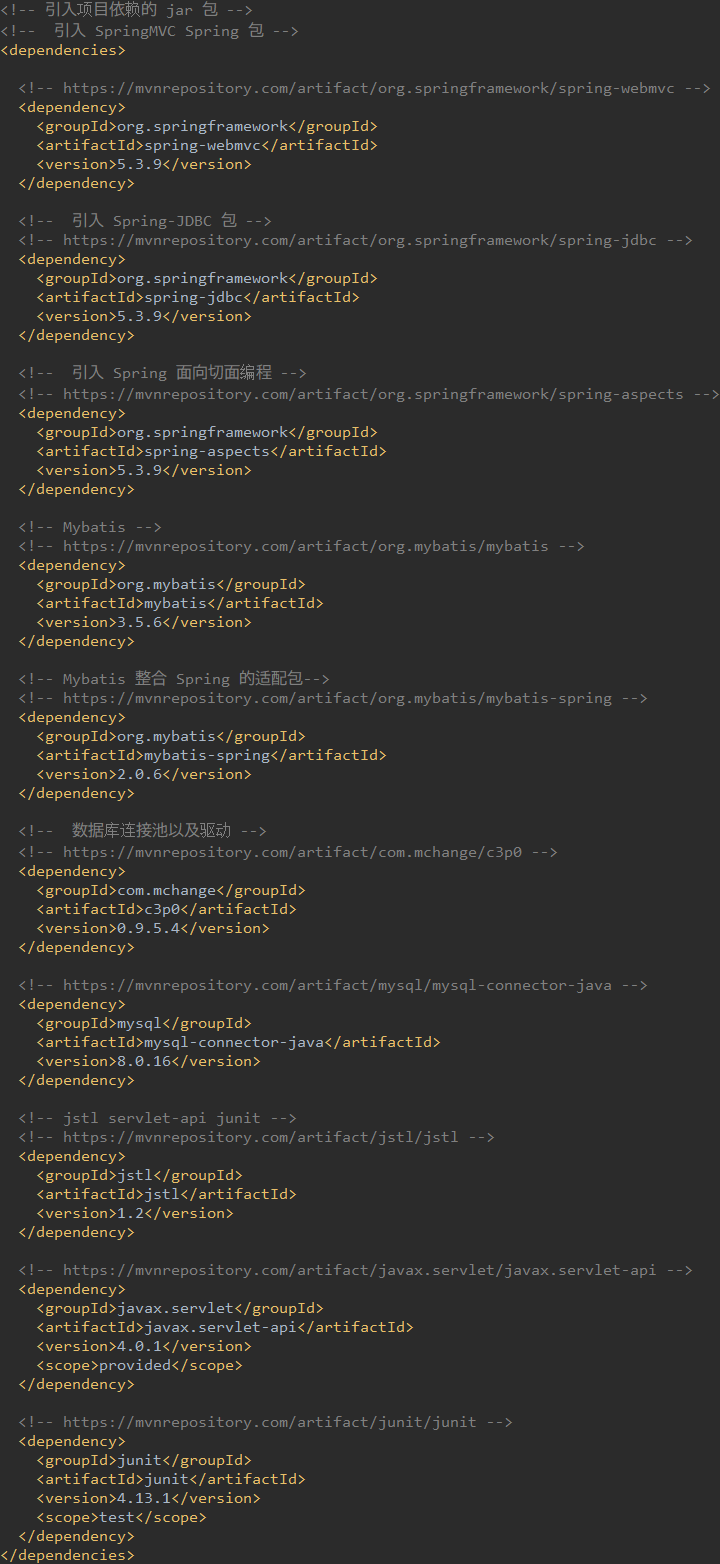 <!-- 引入项目依赖的 jar 包 -->
<!--  引入 SpringMVC Spring 包 -->
<dependencies>

  <!-- https://mvnrepository.com/artifact/org.springframework/spring-webmvc -->
  <dependency>
    <groupId>org.springframework</groupId>
    <artifactId>spring-webmvc</artifactId>
    <version>5.3.9</version>
  </dependency>

  <!--  引入 Spring-JDBC 包 -->
  <!-- https://mvnrepository.com/artifact/org.springframework/spring-jdbc -->
  <dependency>
    <groupId>org.springframework</groupId>
    <artifactId>spring-jdbc</artifactId>
    <version>5.3.9</version>
  </dependency>

  <!--  引入 Spring 面向切面编程 -->
  <!-- https://mvnrepository.com/artifact/org.springframework/spring-aspects -->
  <dependency>
    <groupId>org.springframework</groupId>
    <artifactId>spring-aspects</artifactId>
    <version>5.3.9</version>
  </dependency>

  <!-- Mybatis -->
  <!-- https://mvnrepository.com/artifact/org.mybatis/mybatis -->
  <dependency>
    <groupId>org.mybatis</groupId>
    <artifactId>mybatis</artifactId>
    <version>3.5.6</version>
  </dependency>

  <!-- Mybatis 整合 Spring 的适配包-->
  <!-- https://mvnrepository.com/artifact/org.mybatis/mybatis-spring -->
  <dependency>
    <groupId>org.mybatis</groupId>
    <artifactId>mybatis-spring</artifactId>
    <version>2.0.6</version>
  </dependency>

  <!--  数据库连接池以及驱动 -->
  <!-- https://mvnrepository.com/artifact/com.mchange/c3p0 -->
  <dependency>
    <groupId>com.mchange</groupId>
    <artifactId>c3p0</artifactId>
    <version>0.9.5.4</version>
  </dependency>

  <!-- https://mvnrepository.com/artifact/mysql/mysql-connector-java -->
  <dependency>
    <groupId>mysql</groupId>
    <artifactId>mysql-connector-java</artifactId>
    <version>8.0.16</version>
  </dependency>

  <!-- jstl servlet-api junit -->
  <!-- https://mvnrepository.com/artifact/jstl/jstl -->
  <dependency>
    <groupId>jstl</groupId>
    <artifactId>jstl</artifactId>
    <version>1.2</version>
  </dependency>

  <!-- https://mvnrepository.com/artifact/javax.servlet/javax.servlet-api -->
  <dependency>
    <groupId>javax.servlet</groupId>
    <artifactId>javax.servlet-api</artifactId>
    <version>4.0.1</version>
    <scope>provided</scope>
  </dependency>

  <!-- https://mvnrepository.com/artifact/junit/junit -->
  <dependency>
    <groupId>junit</groupId>
    <artifactId>junit</artifactId>
    <version>4.13.1</version>
    <scope>test</scope>
  </dependency>
</dependencies>